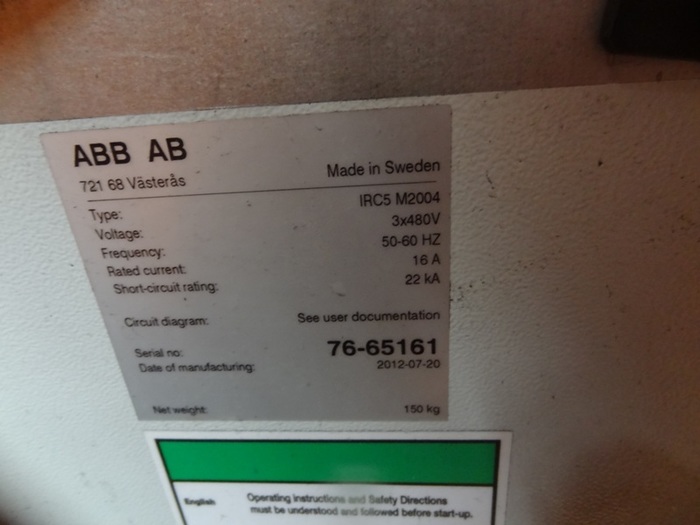 ABB AB
721 68 Västerås
Made in Sweden
Type: IRC5 M2004
Voltage: 3x480V
Frequency: 50-60 HZ
Rated current: 16 A
Short-circuit rating: 22 kA
Circuit diagram: See user documentation
Serial no: 76-65161
Date of manufacturing: 2012-07-20
Net weight: 150 kg
English
Operating instructions and Safety Directions
must be understood and followed before start-up.